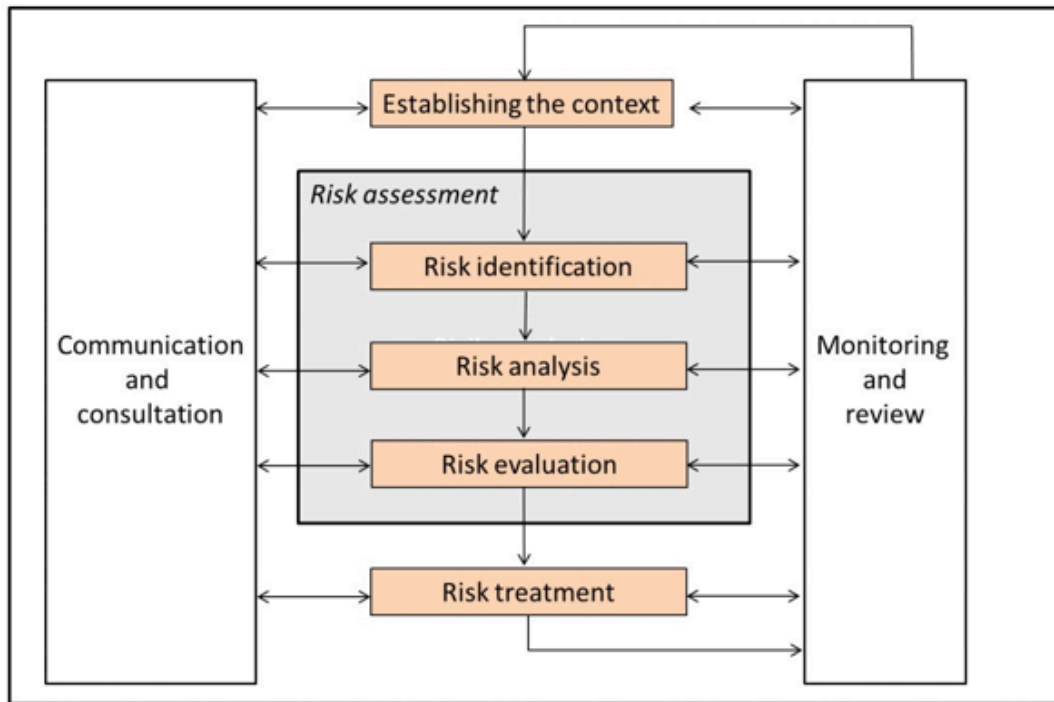 Establishing the context
Risk assessment
Risk identification
Communication
and
consultation
Risk analysis
Monitoring
and
review
Risk evaluation
Risk treatment